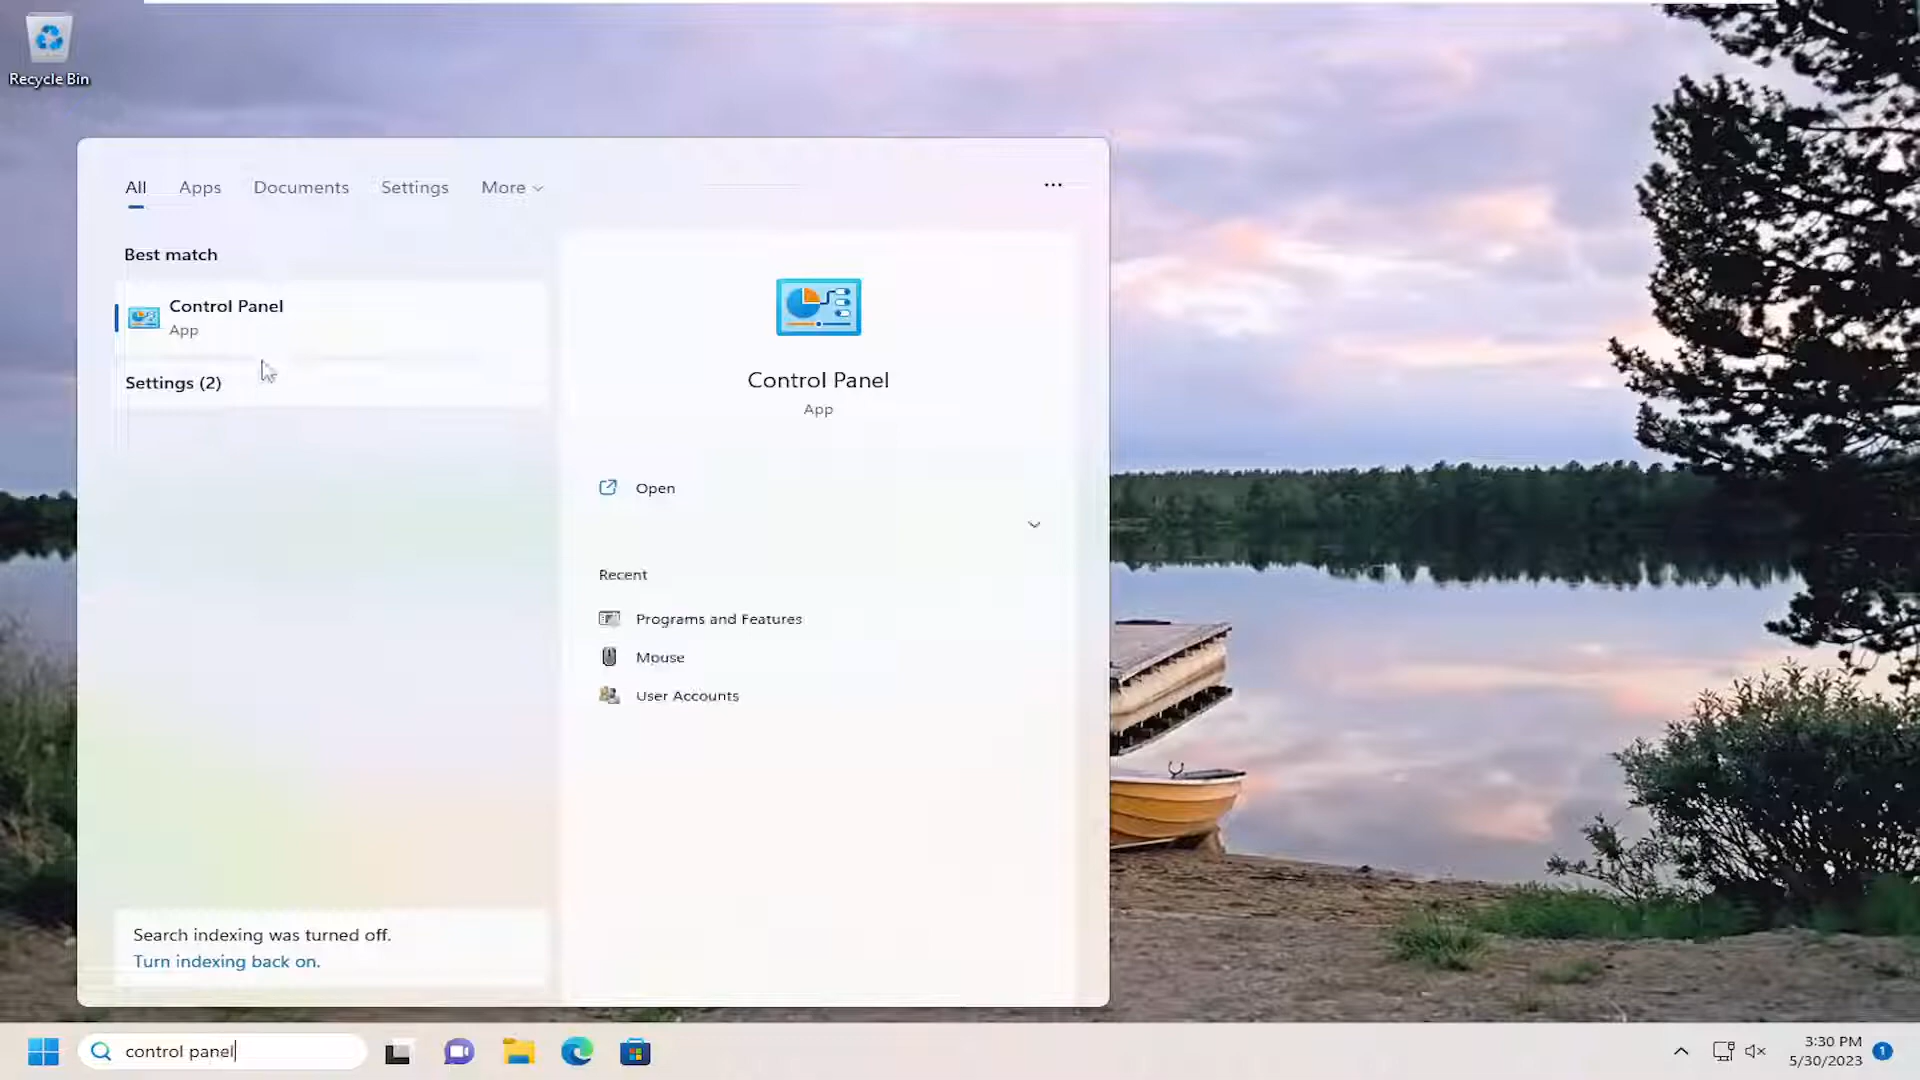 Recycle Bin
All Apps Documents Settings More
Best match
Control Panel
App
Settings (2)
Control Panel
App
Open
Recent
Programs and Features
Mouse
User Accounts
Search indexing was turned off.
Turn indexing back on.
control panel
3:30 PM
5/30/2023
1